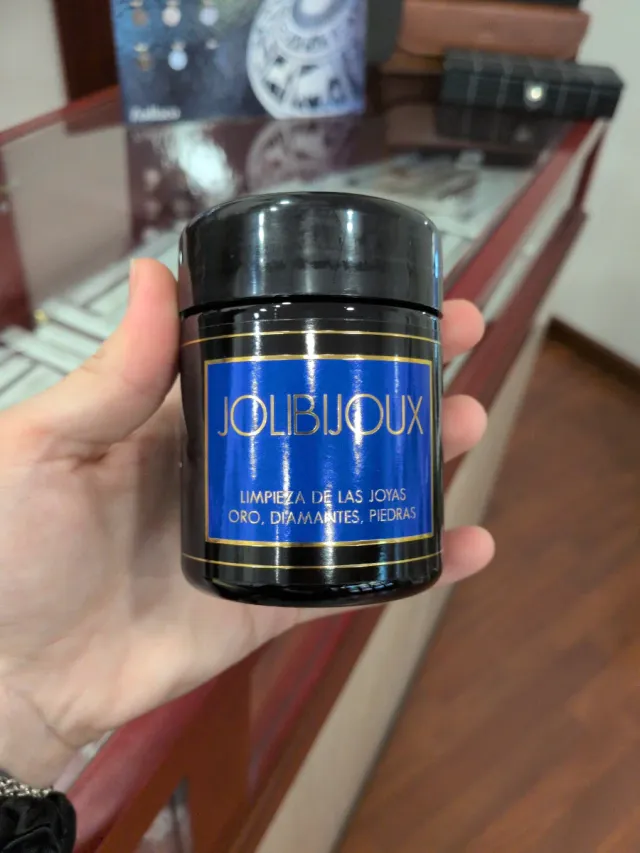 JOLIBIJOUX
LIMPIEZA DE LAS JOYAS
ORO, DIAMANTES, PIEDRAS